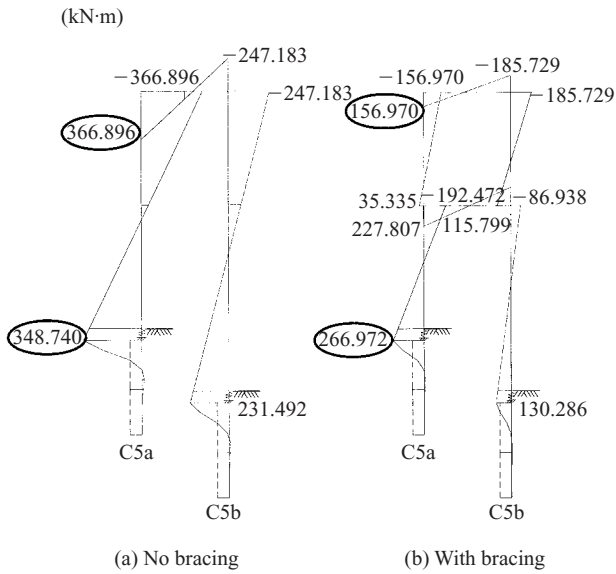 (kN·m)
−247.183
−366.896
−247.183
366.896
348.740
231.492
C5a
C5b
(a) No bracing
−185.729
−156.970
−185.729
156.970
−192.472
35.335
−86.938
227.807
115.799
266.972
130.286
C5a
C5b
(b) With bracing